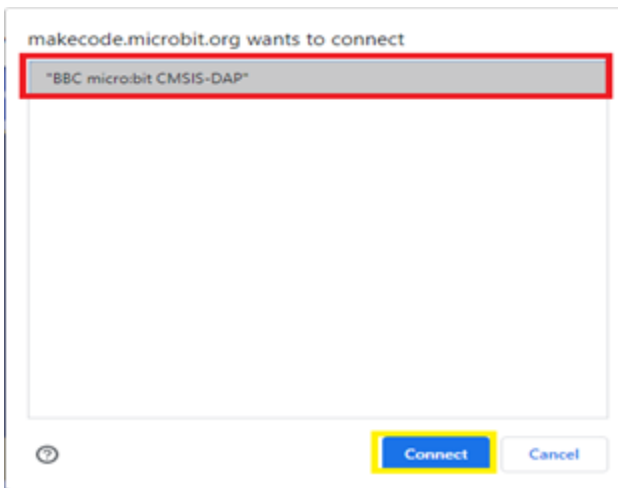 makecode.microbit.org wants to connect
"BBC micro:bit CMSIS-DAP"
Connect
Cancel